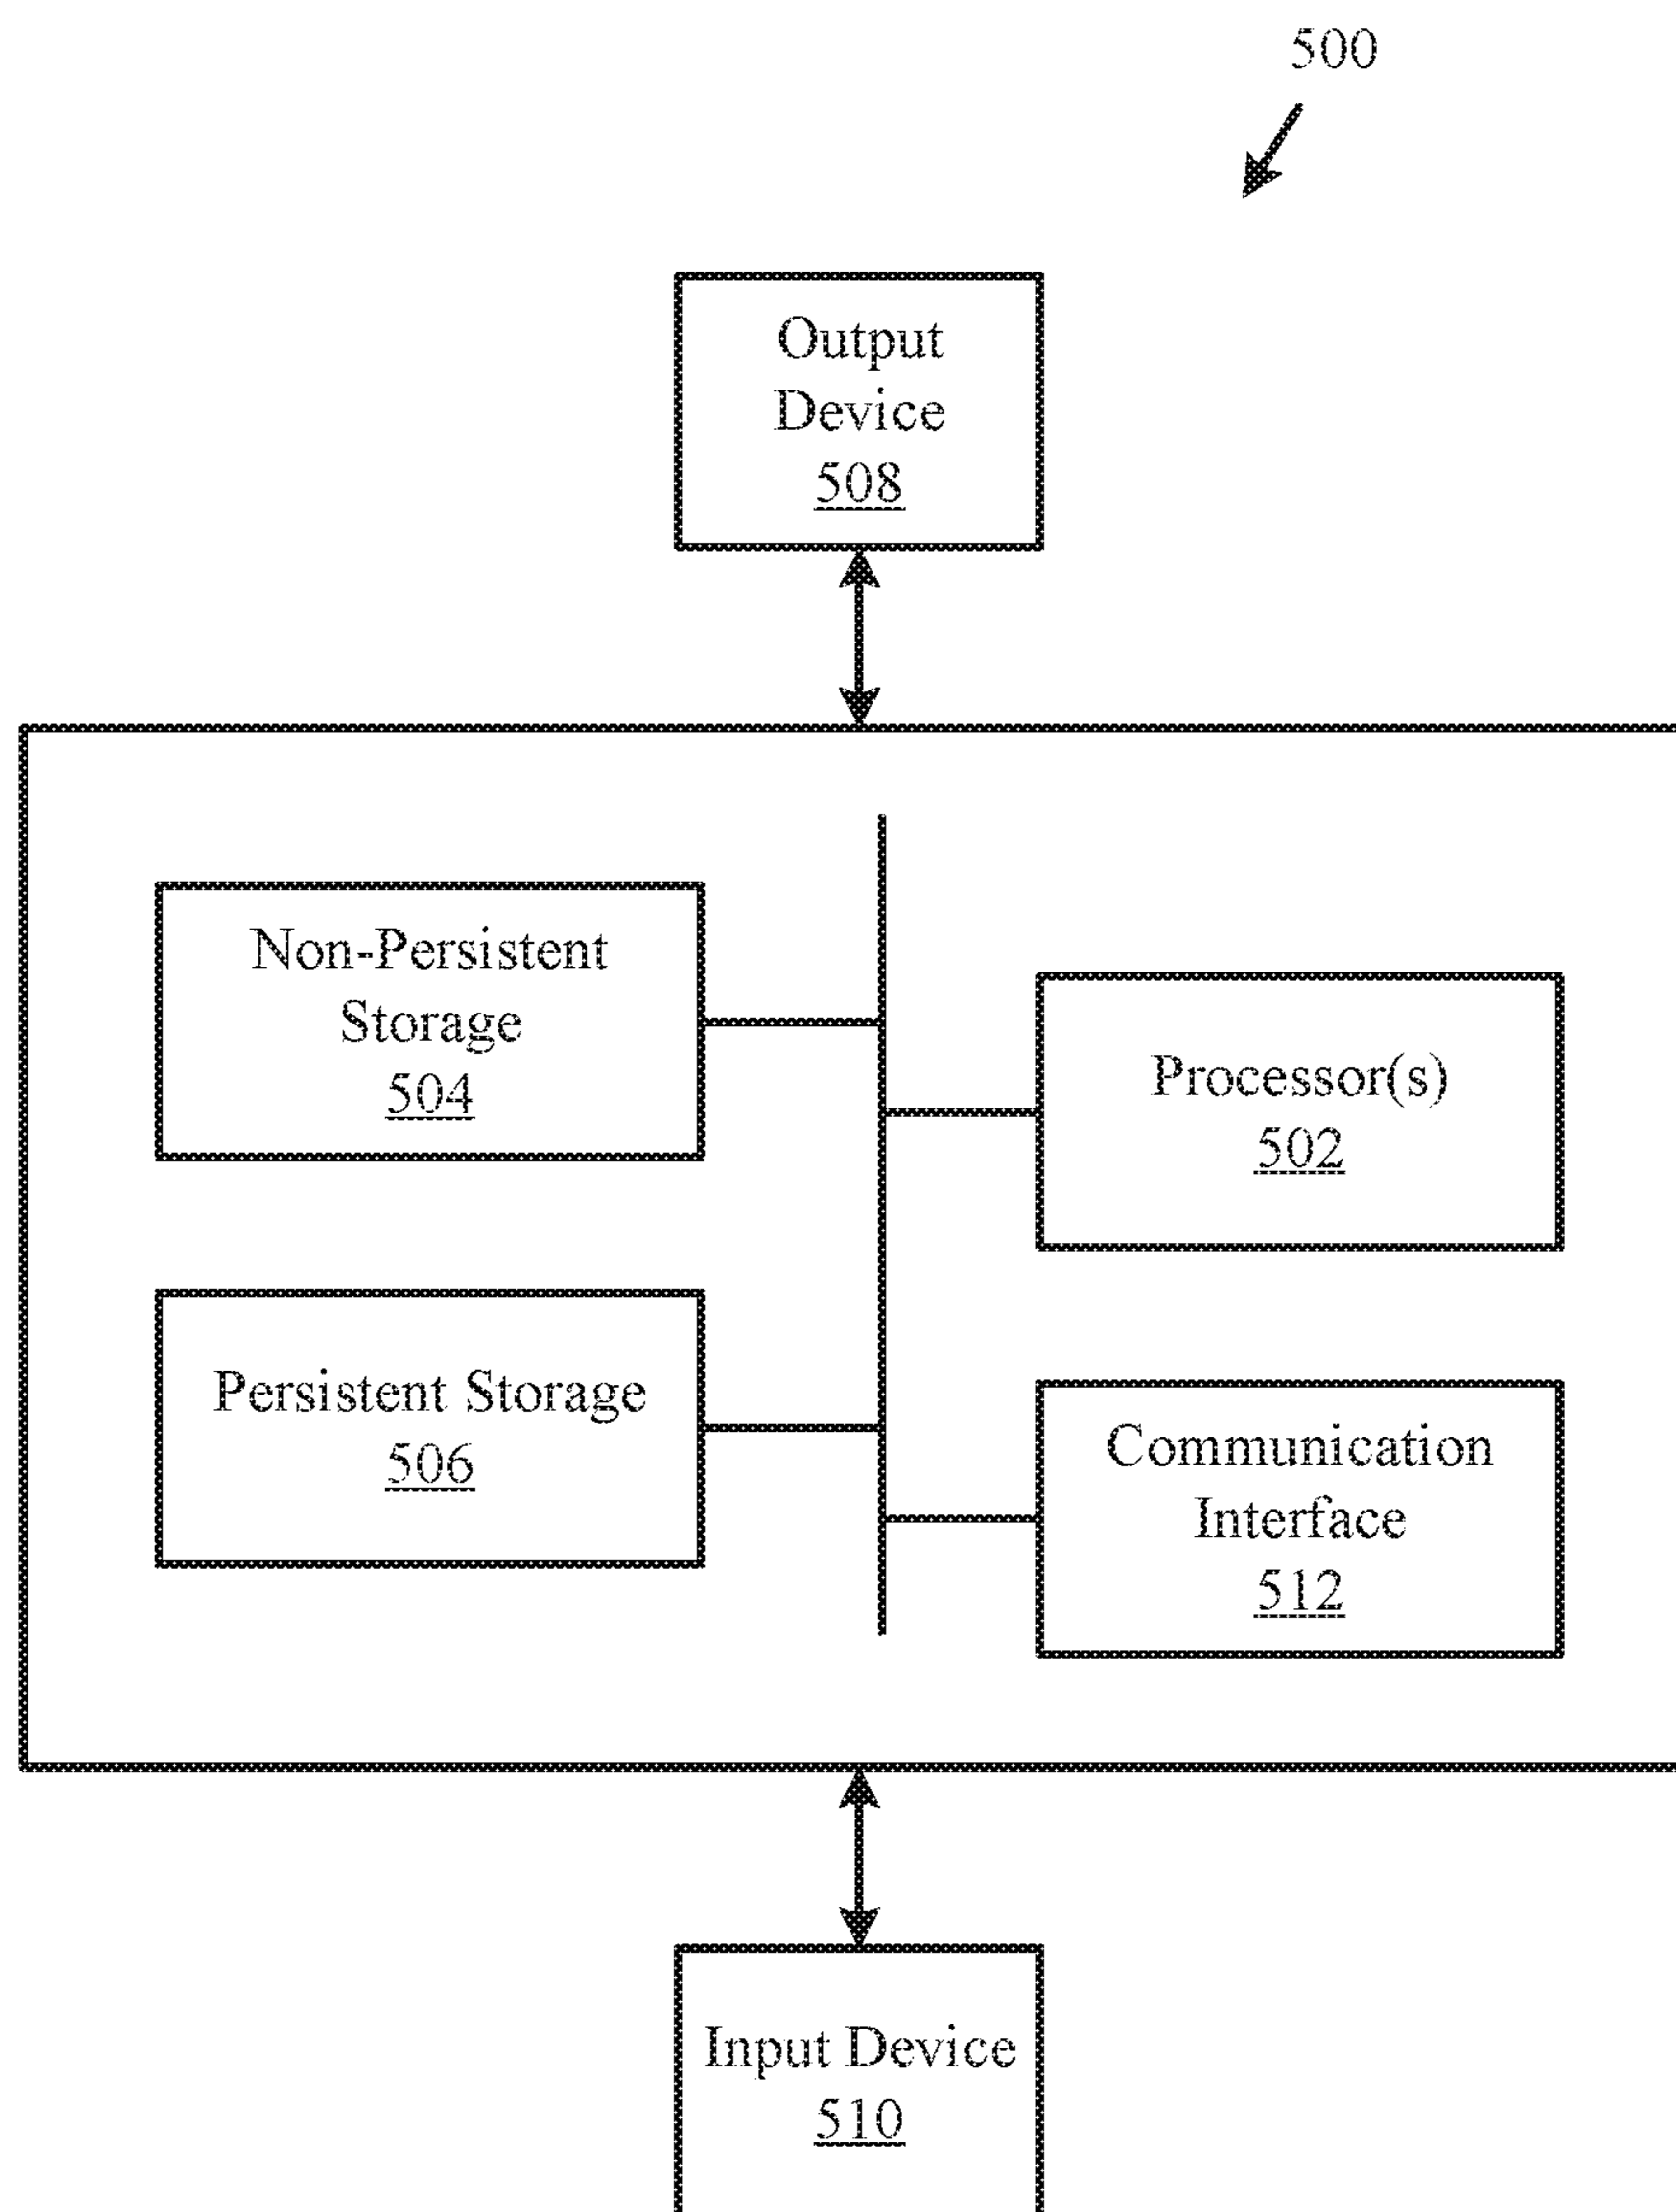 500
Output
Device
508
Non-Persistent
Storage
504
Processor(s)
502
Persistent Storage
506
Communication
Interface
512
Input Device
510